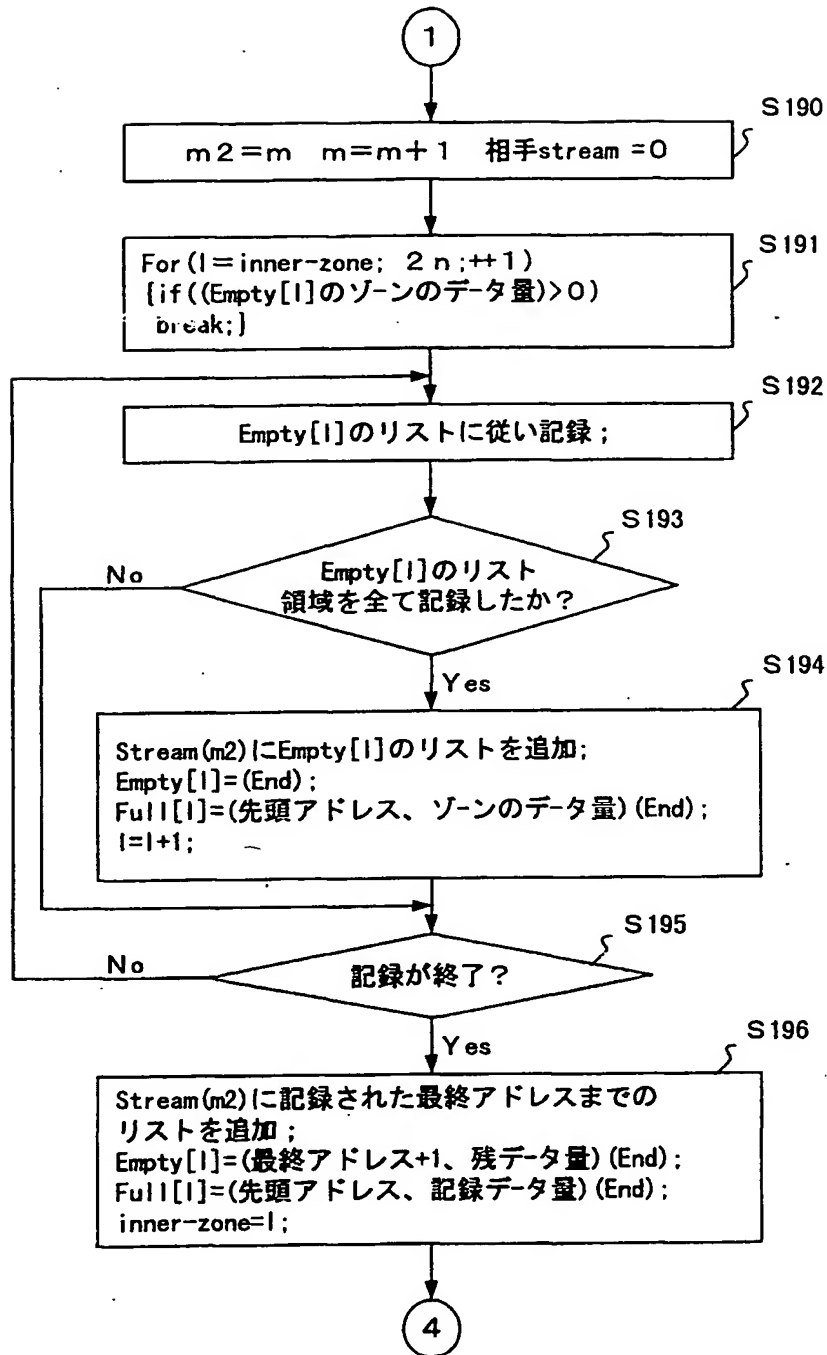 1
S190
m2=m m=m+1 相手stream =0
S191
For(l=inner-zone; 2n;++l)
{if((Empty[l]のゾーンのデータ量)>0)
break;}
S192
Empty[l]のリストに従い記録;
S193
No
Empty[l]のリスト
領域を全て記録したか?
Yes
S194
Stream(m2)にEmpty[l]のリストを追加;
Empty[l]=(End);
Full[l]=(先頭アドレス、ゾーンのデータ量)(End);
l=l+1;
S195
No
記録が終了?
Yes
S196
Stream(m2)に記録された最終アドレスまでの
リストを追加;
Empty[l]=(最終アドレス+1、残データ量)(End);
Full[l]=(先頭アドレス、記録データ量)(End);
inner-zone=l;
4